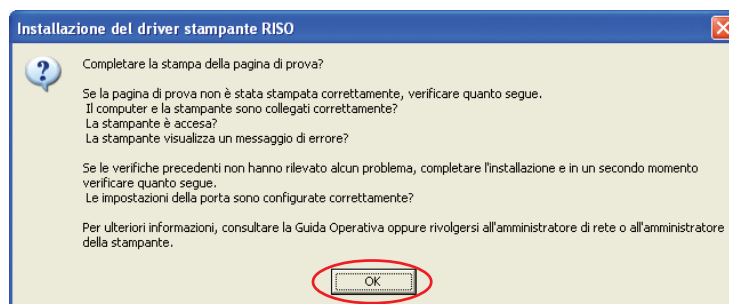 Installazione del driver stampante RISO
Completare la stampa della pagina di prova?
Se la pagina di prova non è stata stampata correttamente, verificare quanto segue.
Il computer e la stampante sono collegati correttamente?
La stampante è accesa?
La stampante visualizza un messaggio di errore?
Se le verifiche precedenti non hanno rilevato alcun problema, completare l'installazione e in un secondo momento
verificare quanto segue.
Le impostazioni della porta sono configurate correttamente?
Per ulteriori informazioni, consultare la Guida Operativa oppure rivolgersi all'amministratore di rete o all'amministratore
della stampante.
OK